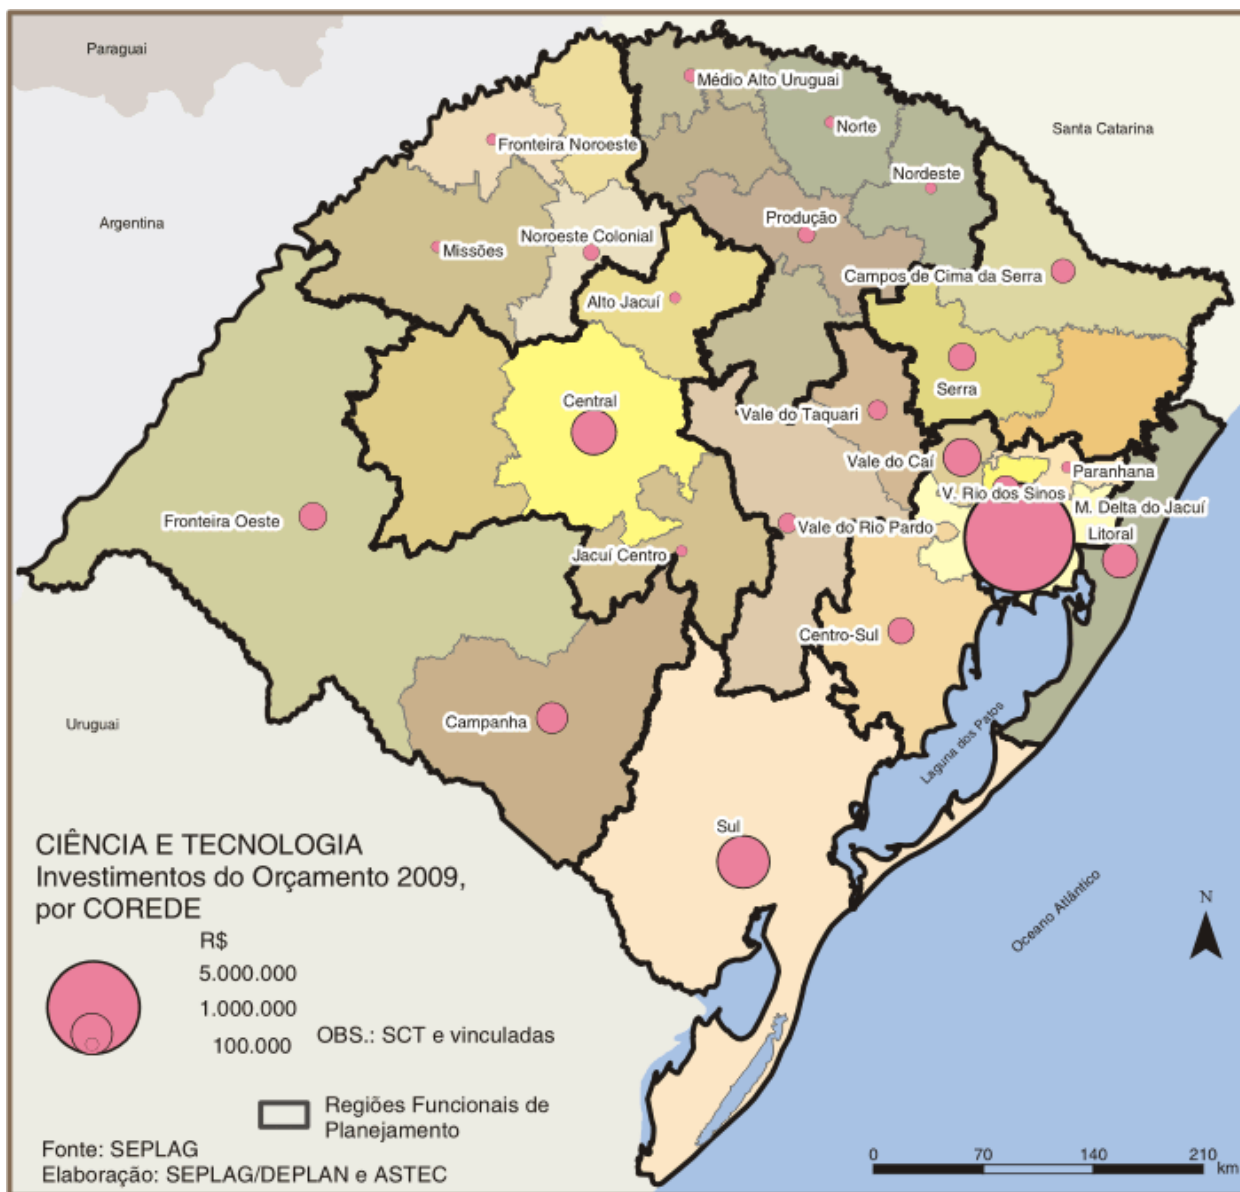 Paraguai
Médio Alto Uruguai
Norte
Santa Catarina
Fronteira Noroeste
Nordeste
Argentina
Produção
Noroeste Colonial
Missões
Campos de Cima da Serra
Alto Jacuí
Serra
Central
Vale do Taquari
Vale do Caí
Paranhana
V. Rio dos Sinos
M. Delta do Jacuí
Fronteira Oeste
Vale do Rio Pardo
Litoral
Jacuí Centro
Centro-Sul
Campanha
Uruguai
Laguna dos Patos
Sul
CIÊNCIA E TECNOLOGIA
Investimentos do Orçamento 2009,
por COREDE
Oceano Atlântico
N
R$
5.000.000
1.000.000
100.000
OBS.: SCT e vinculadas
Regiões Funcionais de
Planejamento
Fonte: SEPLAG
Elaboração: SEPLAG/DEPLAN e ASTEC
0 70 140 210
km